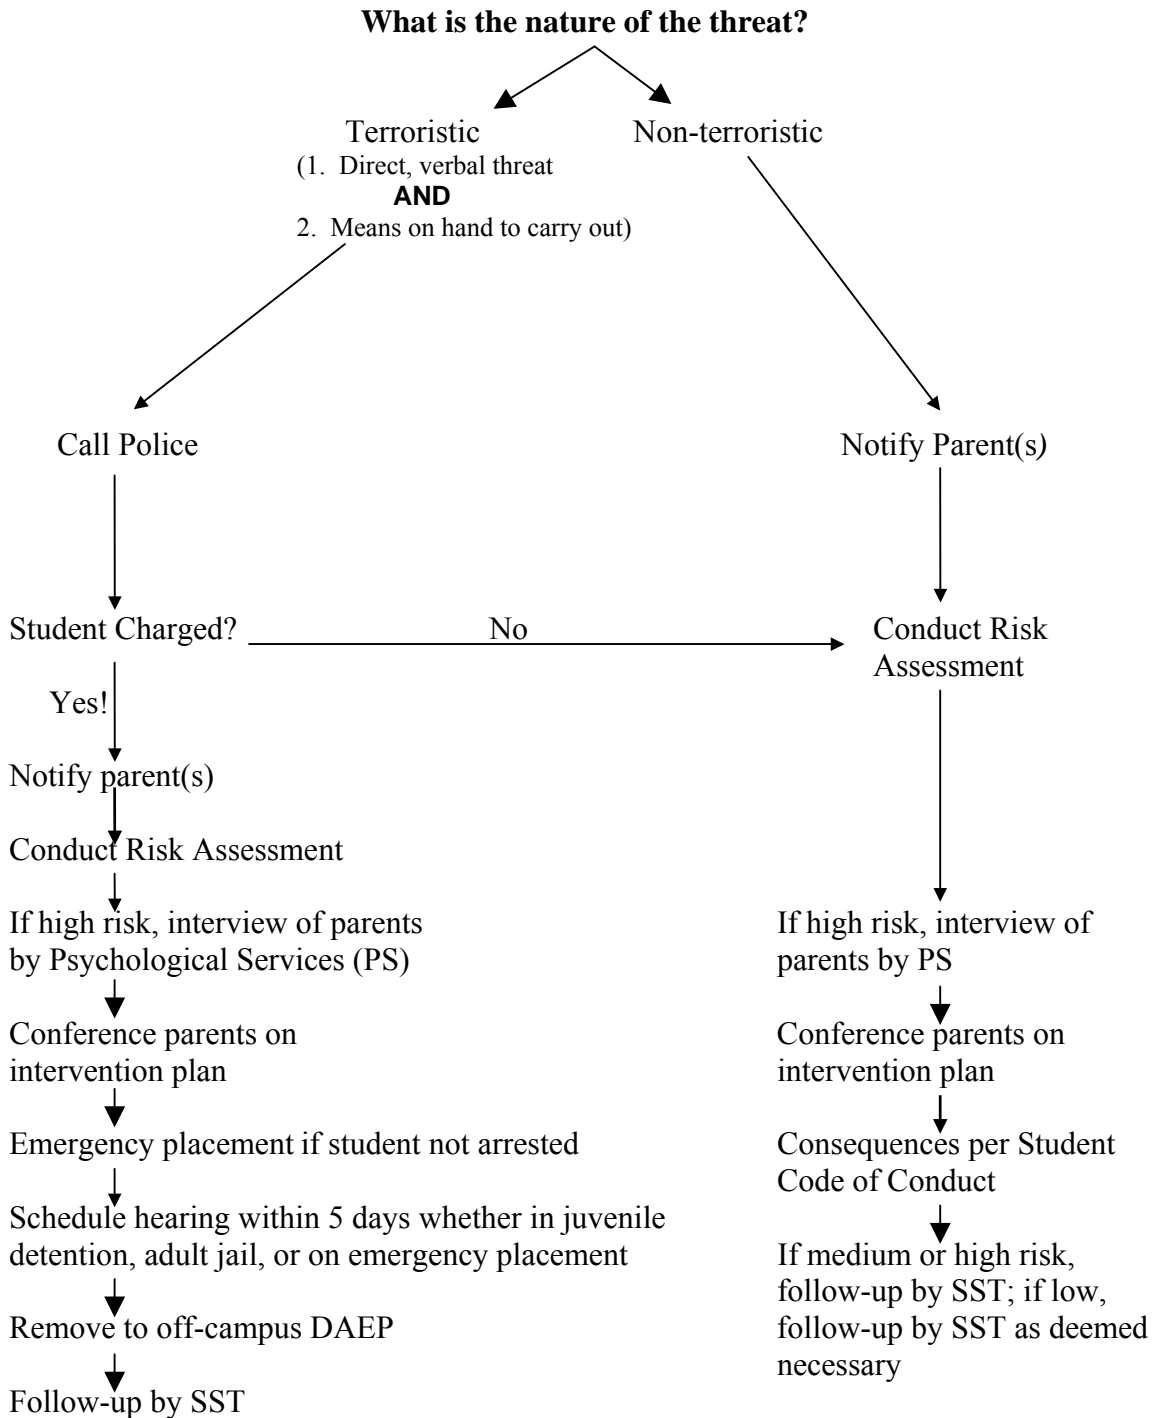 What is the nature of the threat?
Terroristic
(1. Direct, verbal threat
AND
2. Means on hand to carry out)
Non-terroristic
Call Police
Notify Parent(s)
Student Charged?
No
Conduct Risk
Assessment
Yes!
Notify parent(s)
Conduct Risk Assessment
If high risk, interview of parents
by Psychological Services (PS)
Conference parents on
intervention plan
Emergency placement if student not arrested
Schedule hearing within 5 days whether in juvenile
detention, adult jail, or on emergency placement
Remove to off-campus DAEP
Follow-up by SST
If high risk, interview of
parents by PS
Conference parents on
intervention plan
Consequences per Student
Code of Conduct
If medium or high risk,
follow-up by SST; if low,
follow-up by SST as deemed
necessary